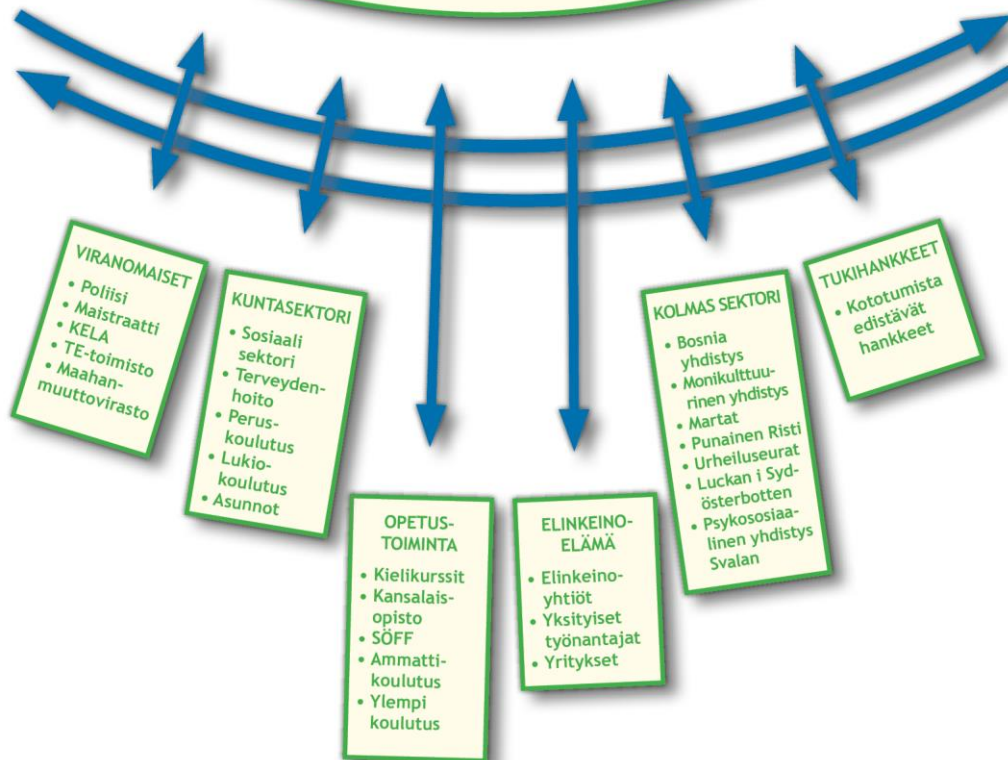 VIRANOMAISET
• Poliisi
• Maistraatti
• KELA
• TE-toimisto
• Maahan-
muuttovirasto
KUNTASEKTORI
• Sosiaali
sektori
• Terveyden-
hoito
• Perus-
koulutus
• Lukio-
koulutus
• Asunnot
OPETUS-
TOIMINTA
• Kielikurssit
• Kansalais-
opisto
• SÖFF
• Ammatti-
koulutus
• Ylempi
koulutus
ELINKEINO-
ELÄMÄ
• Elinkeino-
yhtiöt
• Yksityiset
työnantajat
• Yritykset
KOLMAS SEKTORI
• Bosnia
yhdistys
• Monikulttuu-
rinen yhdistys
• Martat
• Punainen Risti
• Urheiluseurat
• Luckan i Syd-
österbotten
• Psykososiaa-
linen yhdistys
Svalan
TUKIHANKKEET
• Kototumista
edistävät
hankkeet